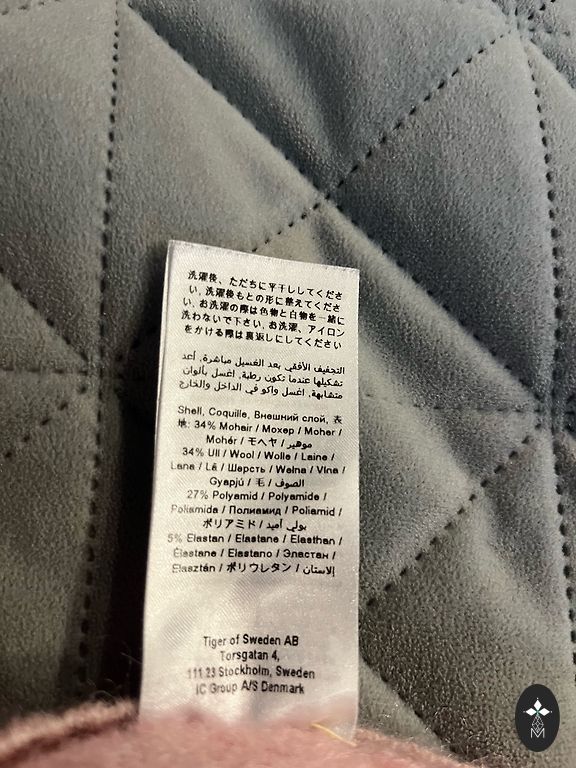 洗濯後、ただちに平干ししてくださ
い, 洗濯後もとの形に整えてくださ
い, お洗濯の際は色物と白物を一緒に
洗わないで下さい, お洗濯、アイロン
をかける際は裏返しにしてください
التجفيف الأفقي بعد الغسيل مباشرة, أعد
تشكيلها عندما تكون رطبة, اغسل بألوان
متشابهة, اغسل واكو في الداخل والخارج
Shell, Coquille, Внешний слой, 表
地: 34% Mohair / Мохер / Moher /
Mohér / モヘヤ / موهير
34% Ull / Wool / Wolle / Laine /
Lana / Lã / Шерсть / Wełna / Vlna /
Gyapjú / 毛 / الصوف
27% Polyamid / Polyamide /
Poliamida / Полиамид / Poliamid /
ポリアミド / بولي أميد
5% Elastan / Elastane / Elasthan /
Élastane / Elastano / Эластан /
Elasztán / ポリウレタン / إلاستان
Tiger of Sweden AB
Torsgatan 4,
111 23 Stockholm, Sweden
IC Group A/S Denmark
M